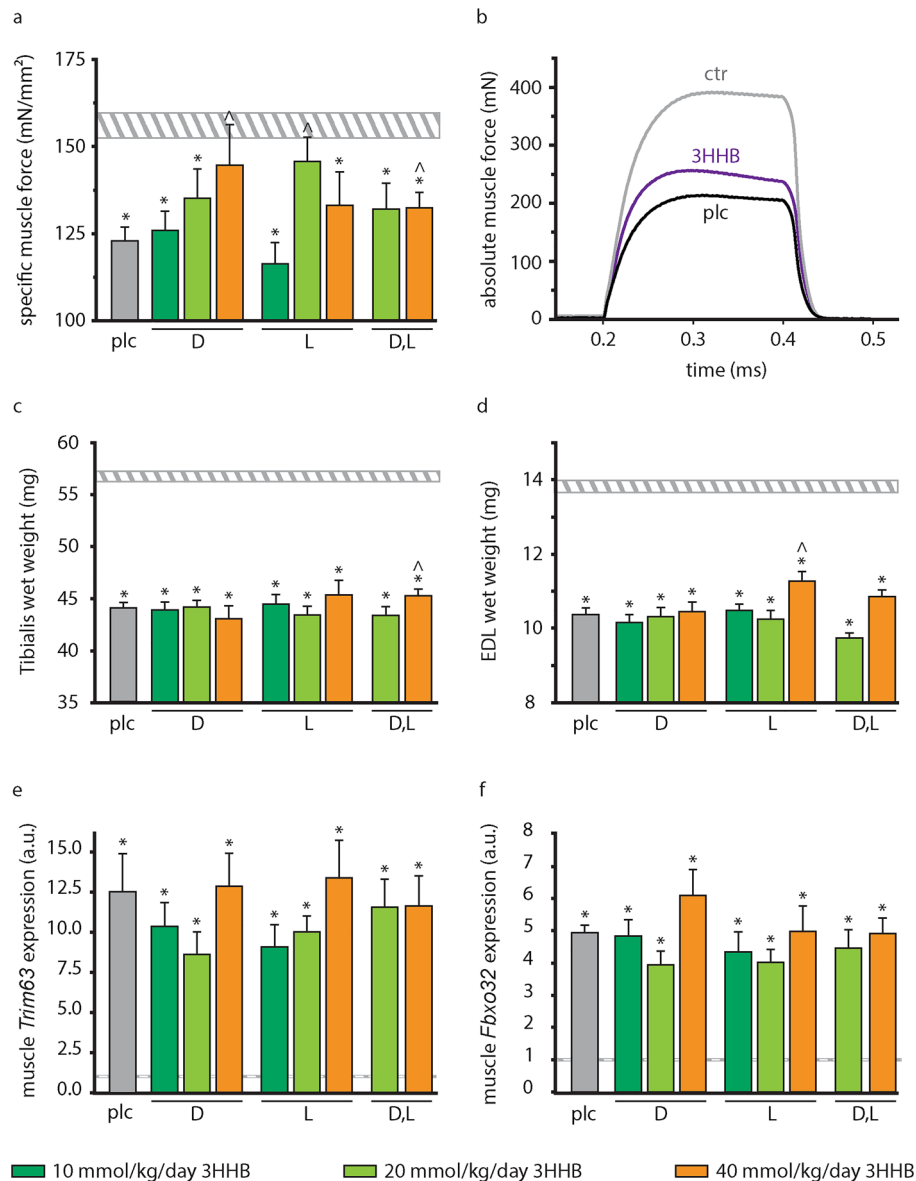 a
specific muscle force (mN/mm²)
175
150
125
100
*
*
*
^
*
^
*
*
^
*
plc
D
L
D,L
b
absolute muscle force (mN)
400
300
200
100
0
ctr
3HHB
plc
0.2
0.3
0.4
0.5
time (ms)
c
Tibialis wet weight (mg)
60
55
50
45
43
35
*
*
*
*
*
*
*
*
^
*
plc
D
L
D,L
d
EDL wet weight (mg)
14
12
10
8
*
*
*
*
*
*
^
*
*
*
plc
D
L
D,L
e
muscle Trim63 expression (a.u.)
15.0
12.5
10.0
7.5
5.0
2.5
0.0
*
*
*
*
*
*
*
*
*
plc
D
L
D,L
f
muscle Fbxo32 expression (a.u.)
8
7
6
5
4
3
2
1
0
*
*
*
*
*
*
*
*
*
plc
D
L
D,L
10 mmol/kg/day 3HHB
20 mmol/kg/day 3HHB
40 mmol/kg/day 3HHB